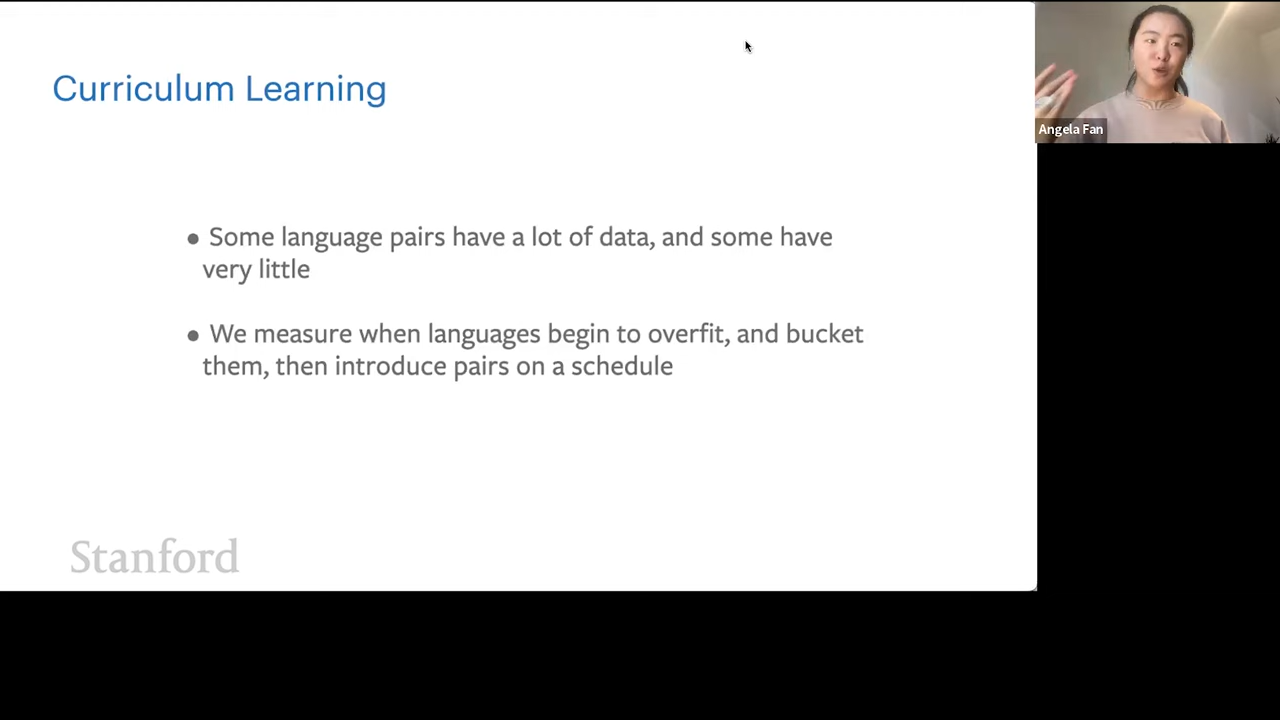 Curriculum Learning
● Some language pairs have a lot of data, and some have
very little
● We measure when languages begin to overfit, and bucket
them, then introduce pairs on a schedule
Stanford
Angela Fan